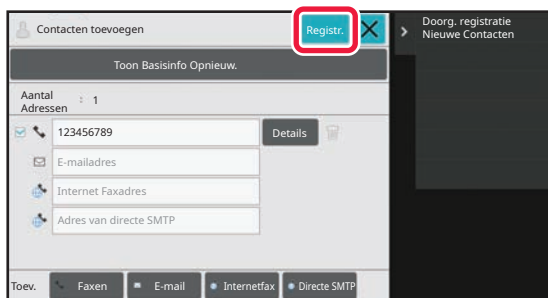 Contacten toevoegen
Registr.
Doorg. registratie
Nieuwe Contacten
Toon Basisinfo Opnieuw.
Aantal
Adressen : 1
123456789
Details
E-mailadres
Internet Faxadres
Adres van directe SMTP
Toev. Faxen E-mail Internetfax Directe SMTP